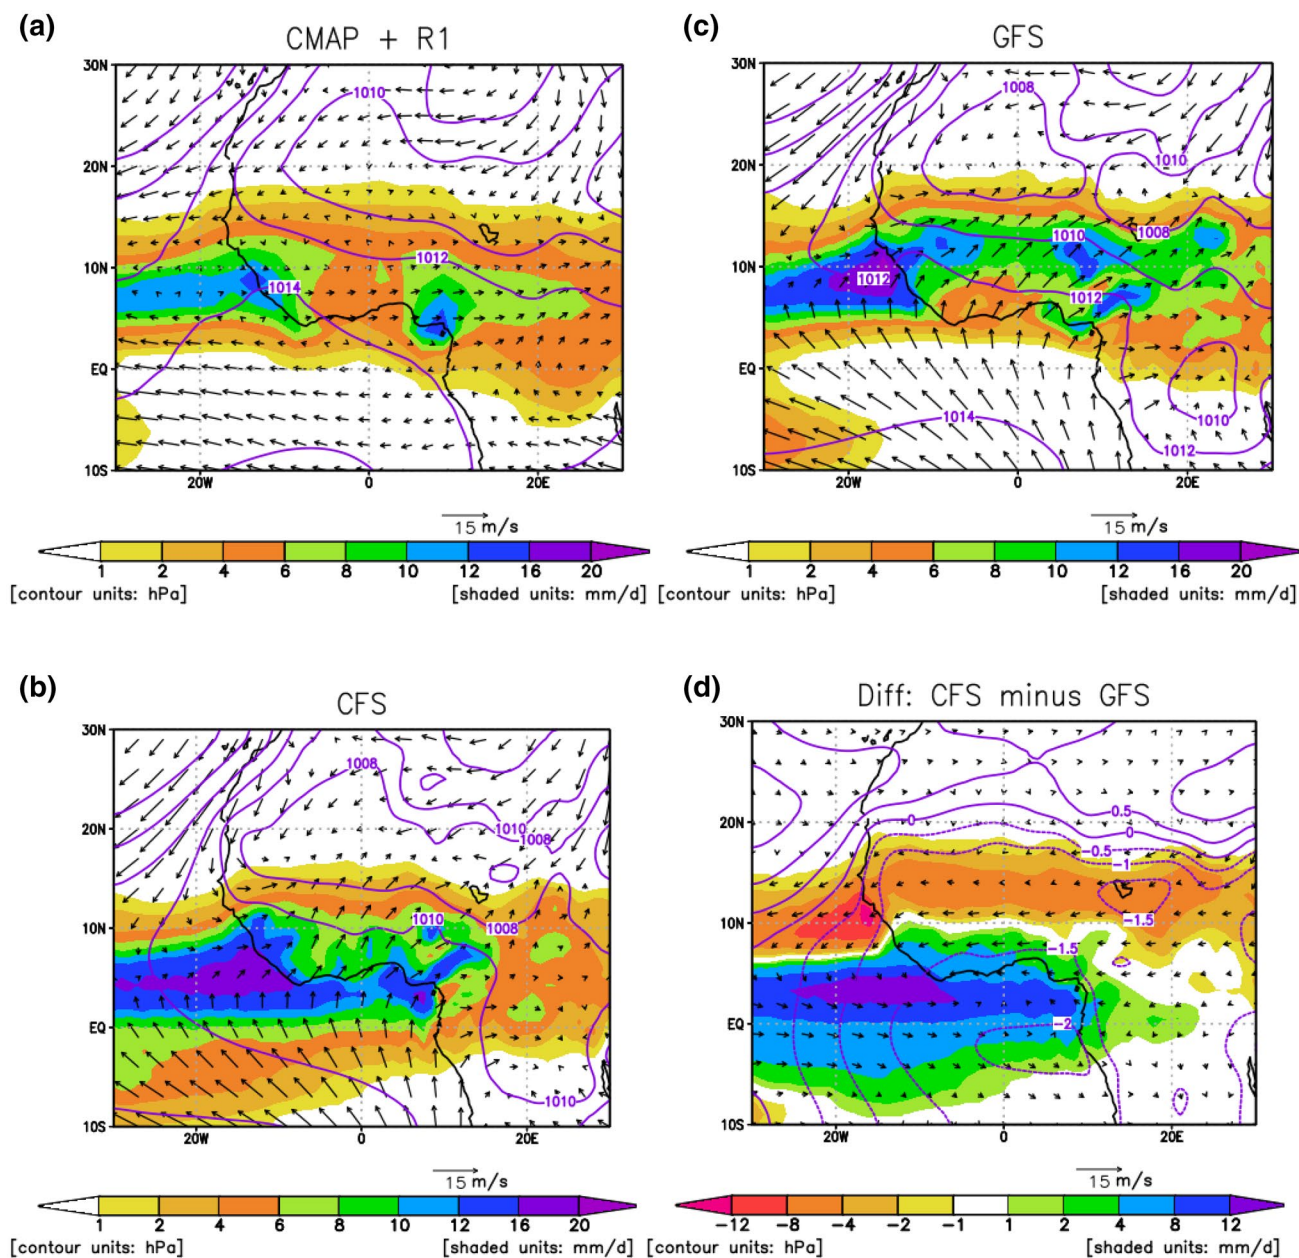 (a)
CMAP + R1
30N
20N
10N
EQ
10S
1010
1012
1014
20W 0 20E
15 m/s
1 2 4 6 8 10 12 16 20
[contour units: hPa] [shaded units: mm/d]
(c)
GFS
30N
20N
10N
EQ
10S
1008
1010
1010
1008
1012
1012
1014
1010
1012
20W 0 20E
15 m/s
1 2 4 6 8 10 12 16 20
[contour units: hPa] [shaded units: mm/d]
(b)
CFS
30N
20N
10N
EQ
10S
1008
1010
1008
1010
1008
1010
20W 0 20E
15 m/s
1 2 4 6 8 10 12 16 20
[contour units: hPa] [shaded units: mm/d]
(d)
Diff: CFS minus GFS
30N
20N
10N
EQ
10S
0.5
0
0
-0.5
-1
-1.5
-1.5
-2
20W 0 20E
15 m/s
-12 -8 -4 -2 -1 1 2 4 8 12
[contour units: hPa] [shaded units: mm/d]